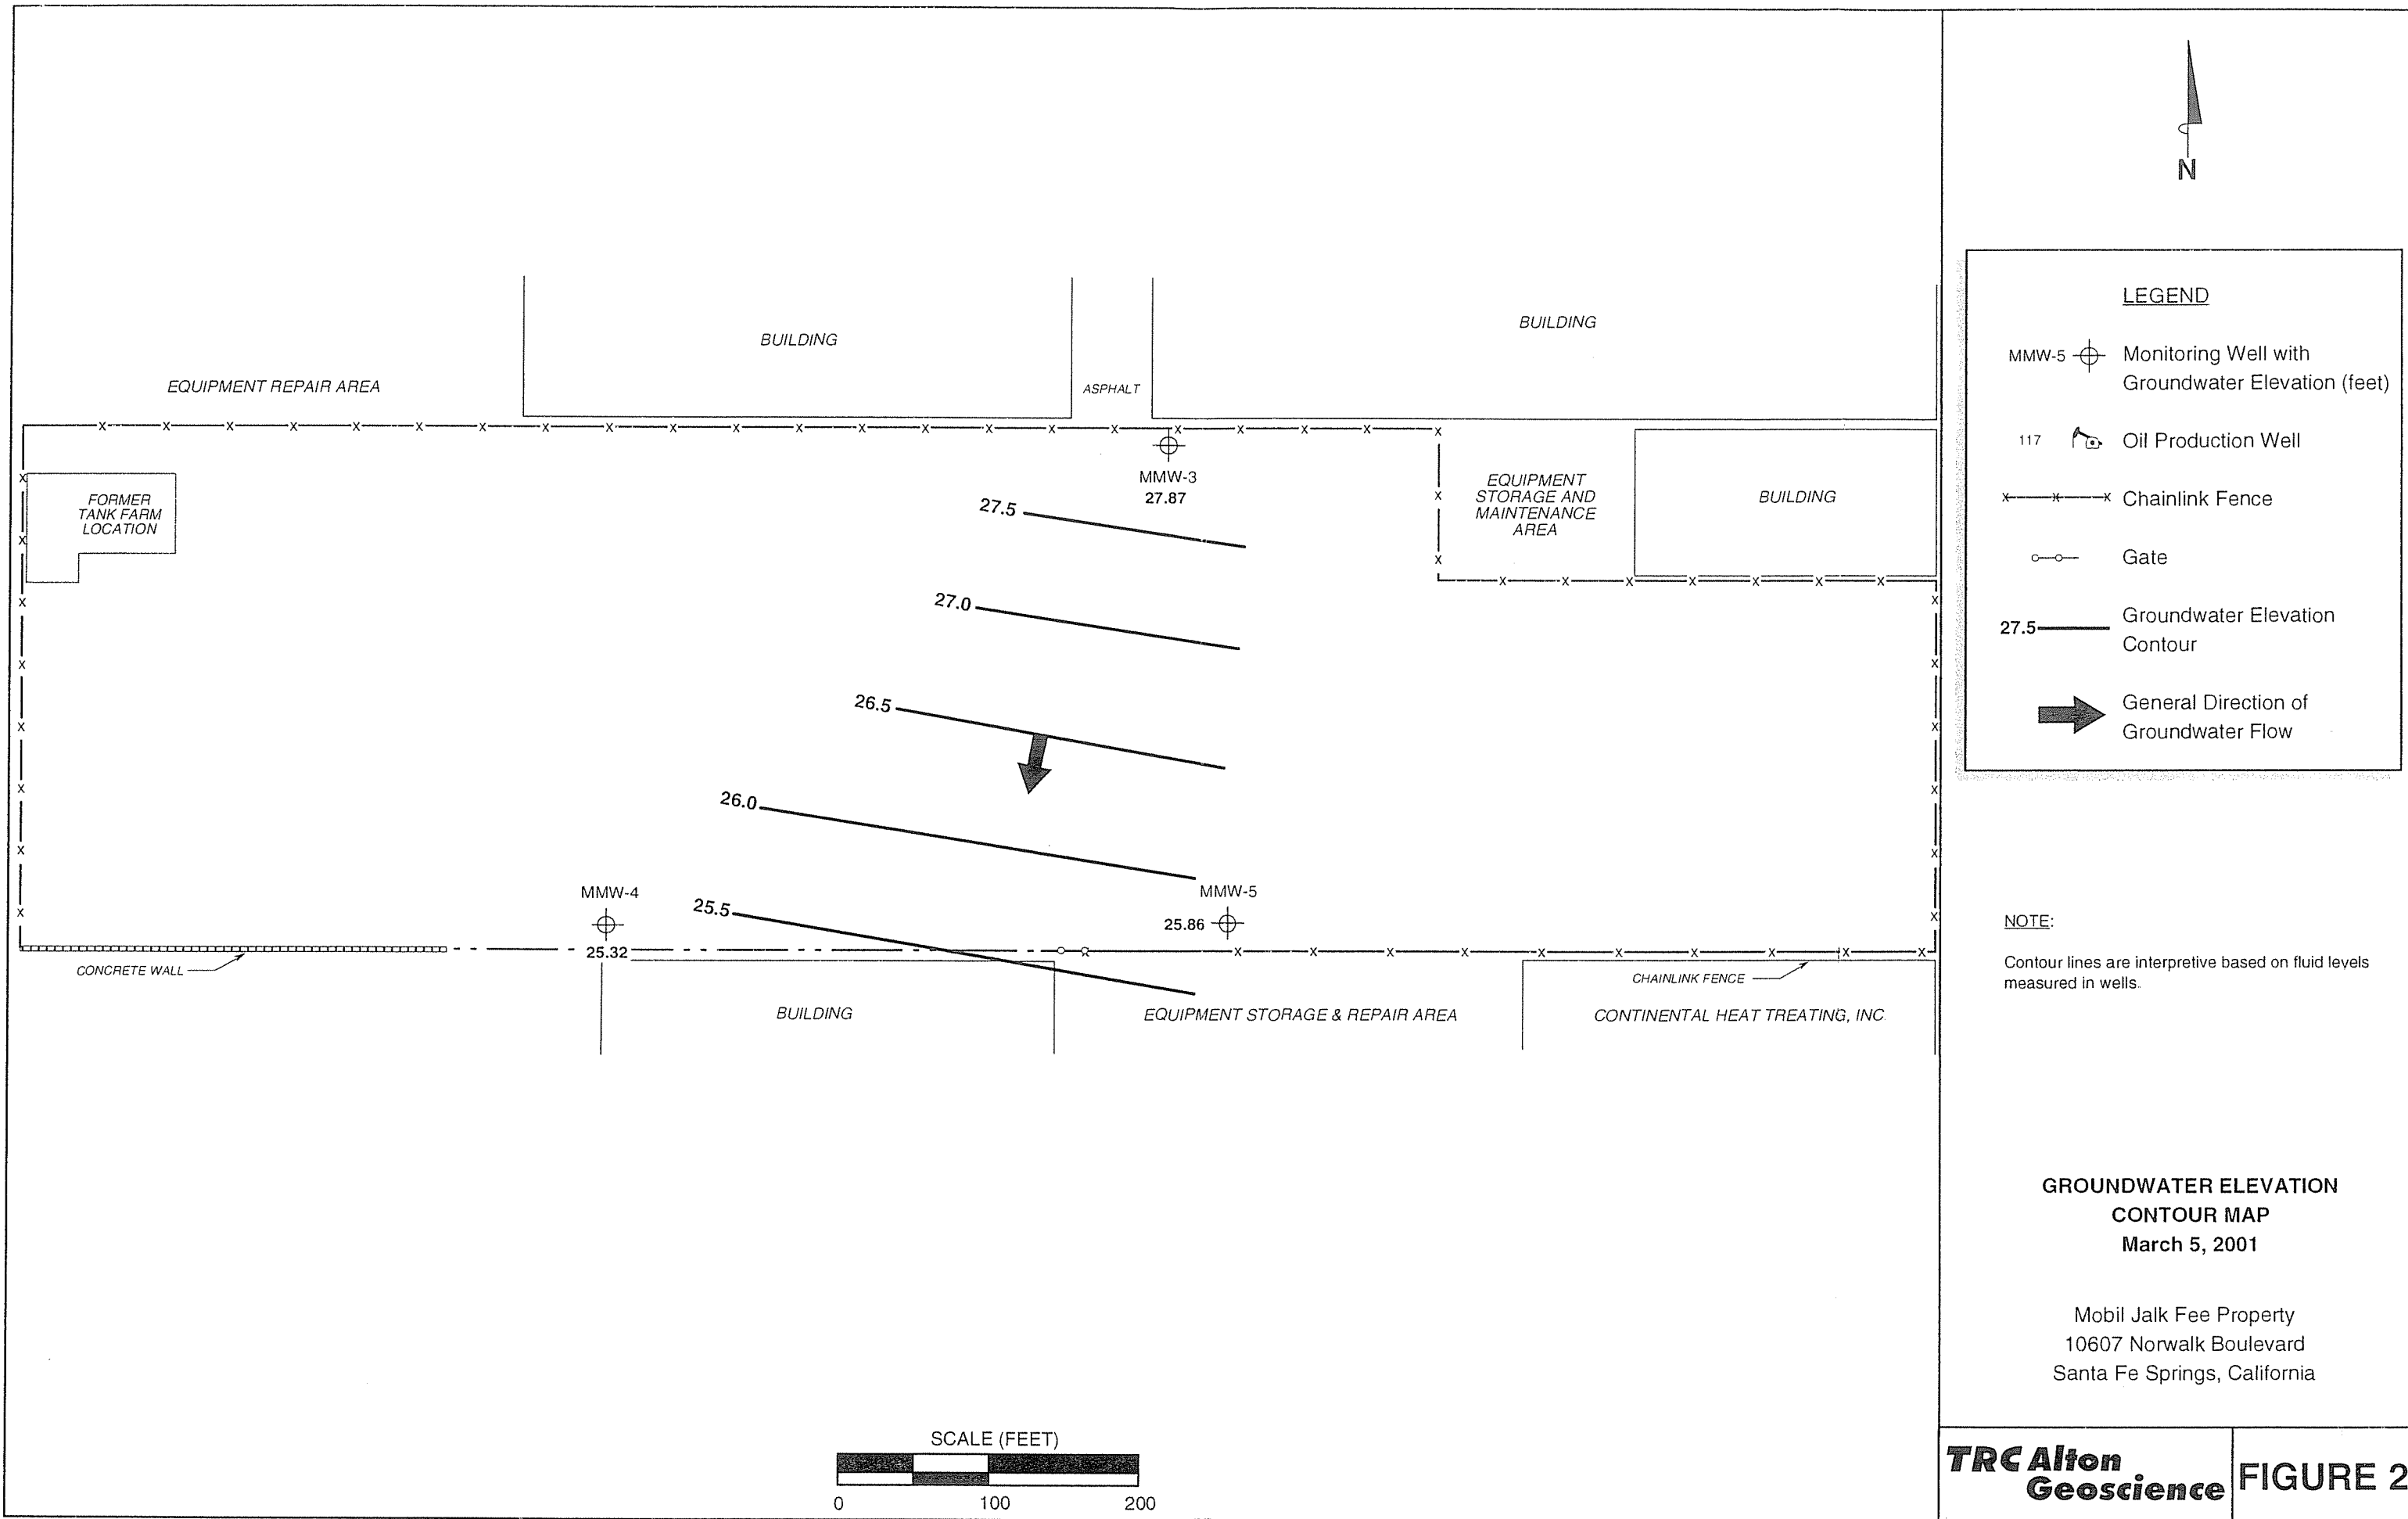 BUILDING
BUILDING
EQUIPMENT REPAIR AREA
ASPHALT
FORMER
TANK FARM
LOCATION
MMW-3
27.87
EQUIPMENT
STORAGE AND
MAINTENANCE
AREA
BUILDING
27.5
27.0
26.5
26.0
25.5
MMW-4
25.32
MMW-5
25.86
CONCRETE WALL
CHAINLINK FENCE
BUILDING
EQUIPMENT STORAGE & REPAIR AREA
CONTINENTAL HEAT TREATING, INC.
SCALE (FEET)
0 100 200
N
LEGEND
MMW-5 Monitoring Well with
Groundwater Elevation (feet)
117 Oil Production Well
Chainlink Fence
Gate
27.5 Groundwater Elevation
Contour
General Direction of
Groundwater Flow
NOTE:
Contour lines are interpretive based on fluid levels
measured in wells.
GROUNDWATER ELEVATION
CONTOUR MAP
March 5, 2001
Mobil Jalk Fee Property
10607 Norwalk Boulevard
Santa Fe Springs, California
TRC Alton
Geoscience
FIGURE 2